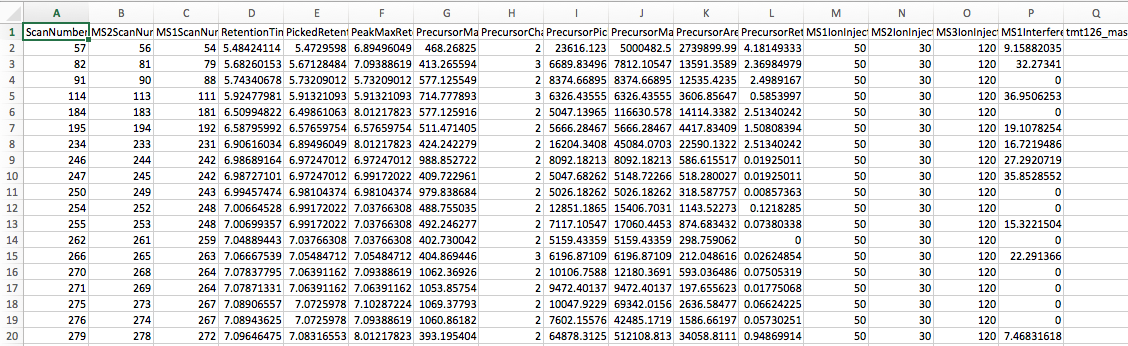 A B C D E F G H I J K L M N O P Q
1 ScanNumber MS2ScanNur MS1ScanNur RetentionTin PickedRetent PeakMaxRet PrecursorMa PrecursorCha PrecursorPic PrecursorMa PrecursorAre PrecursorRet MS1IonInject MS2IonInject MS3IonInject MS1Interfere tmt126_mas
2 57 56 54 5.48424114 5.4729598 6.89496049 468.26825 2 23616.123 5000482.5 2739899.99 4.18149333 50 30 120 9.15882035
3 82 81 79 5.68260153 5.67128484 7.09388619 413.265594 3 6689.83496 7812.10547 13591.3589 2.36984979 50 30 120 32.27341
4 91 90 88 5.74340678 5.73209012 5.73209012 577.125549 2 8374.66895 8374.66895 12535.4235 2.4989167 50 30 120 0
5 114 113 111 5.92477981 5.91321093 5.91321093 714.777893 3 6326.43555 6326.43555 3606.85647 0.5853997 50 30 120 36.9506253
6 184 183 181 6.50994822 6.49861063 8.01217823 577.125916 2 5047.13965 116630.578 14114.3382 2.51340242 50 30 120 0
7 195 194 192 6.58795992 6.57659754 6.57659754 511.471405 2 5666.28467 5666.28467 4417.83409 1.50808394 50 30 120 19.1078254
8 234 233 231 6.90616034 6.89496049 8.01217823 424.242279 2 16204.3408 45084.0703 22590.1322 2.51340242 50 30 120 16.7219486
9 246 244 242 6.98689164 6.97247012 6.97247012 988.852722 2 8092.18213 8092.18213 586.615517 0.01925011 50 30 120 27.2920719
10 247 245 242 6.98727101 6.97247012 6.99172022 409.722961 2 5047.68262 5148.72266 518.280027 0.01925011 50 30 120 35.8528552
11 250 249 243 6.99457474 6.98104374 6.98104374 979.838684 2 5026.18262 5026.18262 318.587757 0.00857363 50 30 120 0
12 254 252 248 7.00664528 6.99172022 7.03766308 488.755035 2 12851.1865 15406.7031 1143.52273 0.1218285 50 30 120 0
13 255 253 248 7.00699357 6.99172022 7.03766308 492.246277 2 7117.10547 17060.4453 874.683432 0.07380338 50 30 120 15.3221504
14 262 261 259 7.04889443 7.03766308 7.03766308 402.730042 2 5159.43359 5159.43359 298.759062 0 50 30 120 0
15 266 265 263 7.06667539 7.05484712 7.05484712 404.869446 3 6196.87109 6196.87109 212.048616 0.02624854 50 30 120 22.291366
16 270 268 264 7.07837795 7.06391162 7.09388619 1062.36926 2 10106.7588 12180.3691 593.036486 0.07505319 50 30 120 0
17 271 269 264 7.07871331 7.06391162 7.06391162 1053.85754 2 9472.40137 9472.40137 197.655623 0.01775068 50 30 120 0
18 275 273 267 7.08906557 7.0725978 7.10287224 1069.37793 2 10047.9229 69342.0156 2636.58477 0.06624225 50 30 120 0
19 276 274 267 7.08943625 7.0725978 7.09388619 1060.86182 2 7602.15576 42485.1719 1586.66197 0.05730251 50 30 120 0
20 279 278 272 7.09646475 7.08316553 8.01217823 393.195404 2 64878.3125 512108.813 34058.8111 0.94869914 50 30 120 7.46831618